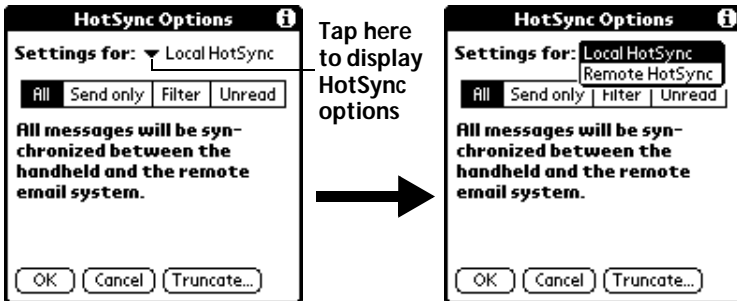 HotSync Options i
Settings for: Local HotSync
All Send only Filter Unread
All messages will be syn-
chronized between the
handheld and the remote
email system.
OK Cancel Truncate...
Tap here
to display
HotSync
options
HotSync Options i
Settings for: Local HotSync
Remote HotSync
All Send only Filter Unread
All messages will be syn-
chronized between the
handheld and the remote
email system.
OK Cancel Truncate...